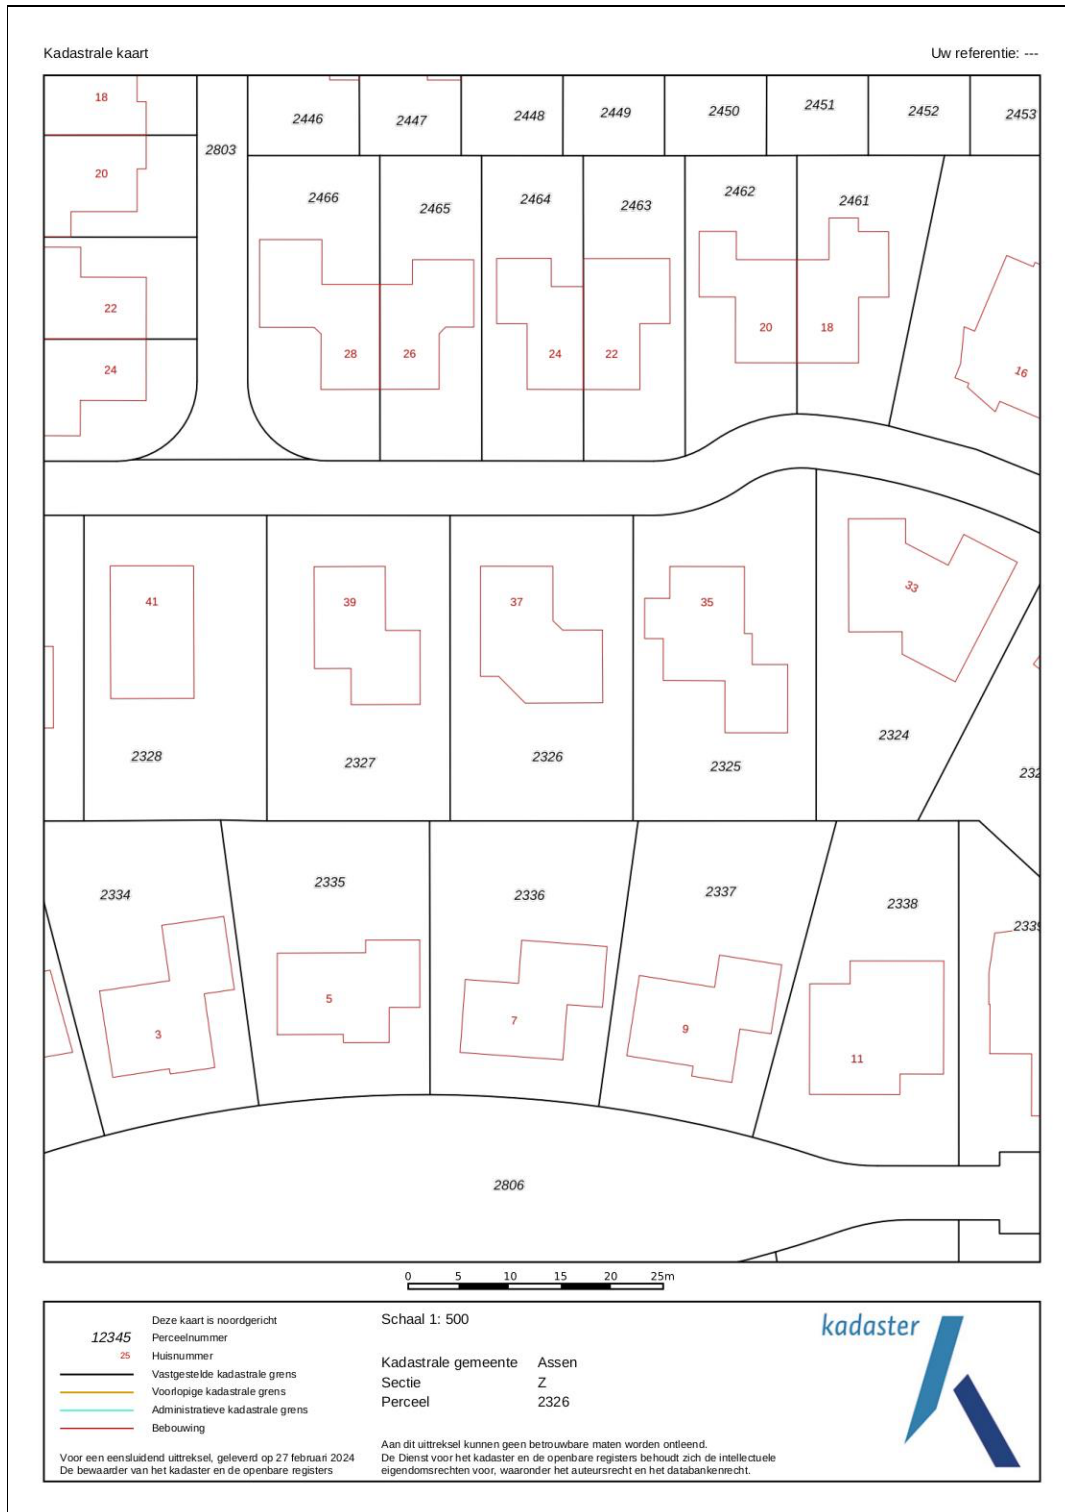 Kadastrale kaart
Uw referentie: ---
18
2446
2447
2448
2449
2450
2451
2452
2453
2803
20
2466
2465
2464
2463
2462
2461
22
28
26
24
22
20
18
16
24
41
39
37
35
33
2328
2327
2326
2325
2324
232
2334
2335
2336
2337
2338
2339
3
5
7
9
11
2806
0 5 10 15 20 25m
Deze kaart is noordgericht
12345 Perceelnummer
25 Huisnummer
Vastgestelde kadastrale grens
Voorlopige kadastrale grens
Administratieve kadastrale grens
Bebouwing
Voor een eensluidend uittreksel, geleverd op 27 februari 2024
De bewaarder van het kadaster en de openbare registers
Schaal 1: 500
Kadastrale gemeente Assen
Sectie Z
Perceel 2326
Aan dit uittreksel kunnen geen betrouwbare maten worden ontleend.
De Dienst voor het kadaster en de openbare registers behoudt zich de intellectuele
eigendomsrechten voor, waaronder het auteursrecht en het databankenrecht.
kadaster